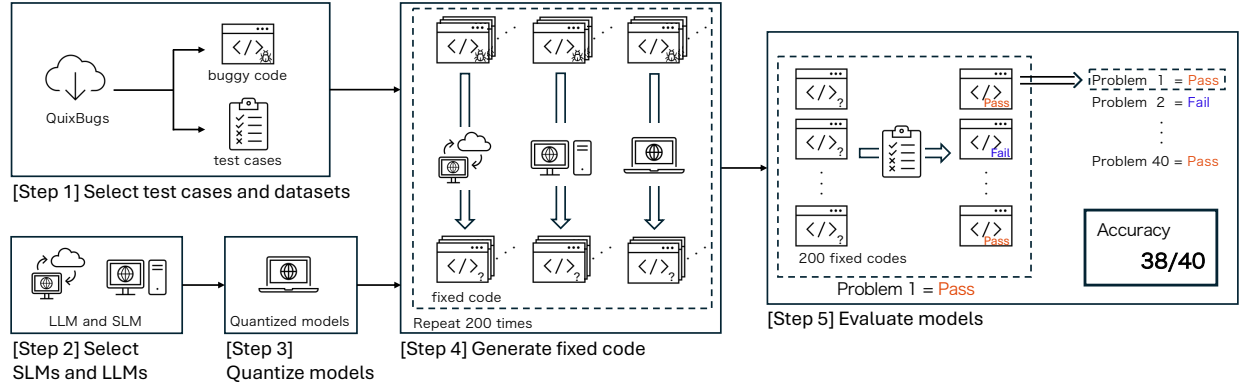 QuixBugs
</>
buggy code
test cases
[Step 1] Select test cases and datasets
LLM and SLM
[Step 2] Select
SLMs and LLMs
Quantized models
[Step 3]
Quantize models
</>
</>
</>
</>?
</>?
</>?
fixed code
Repeat 200 times
[Step 4] Generate fixed code
</>?
</>?
</>?
200 fixed codes
</>
Pass
</>
Fail
</>
Pass
Problem 1 = Pass
Problem 1 = Pass
Problem 2 = Fail
Problem 40 = Pass
Accuracy
38/40
[Step 5] Evaluate models